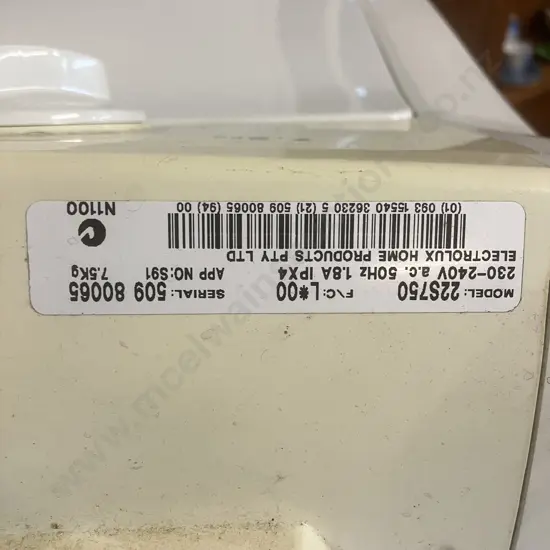 MODEL: 22S750 F\C: L*00 SERIAL: 509 80065
230-240V a.c. 50Hz 1.8A IPX4 APP NO:S91 7.5Kg
ELECTROLUX HOME PRODUCTS PTY LTD
(01) 093 15540 36230 5 (21) 509 80065 (94) 00
N1100